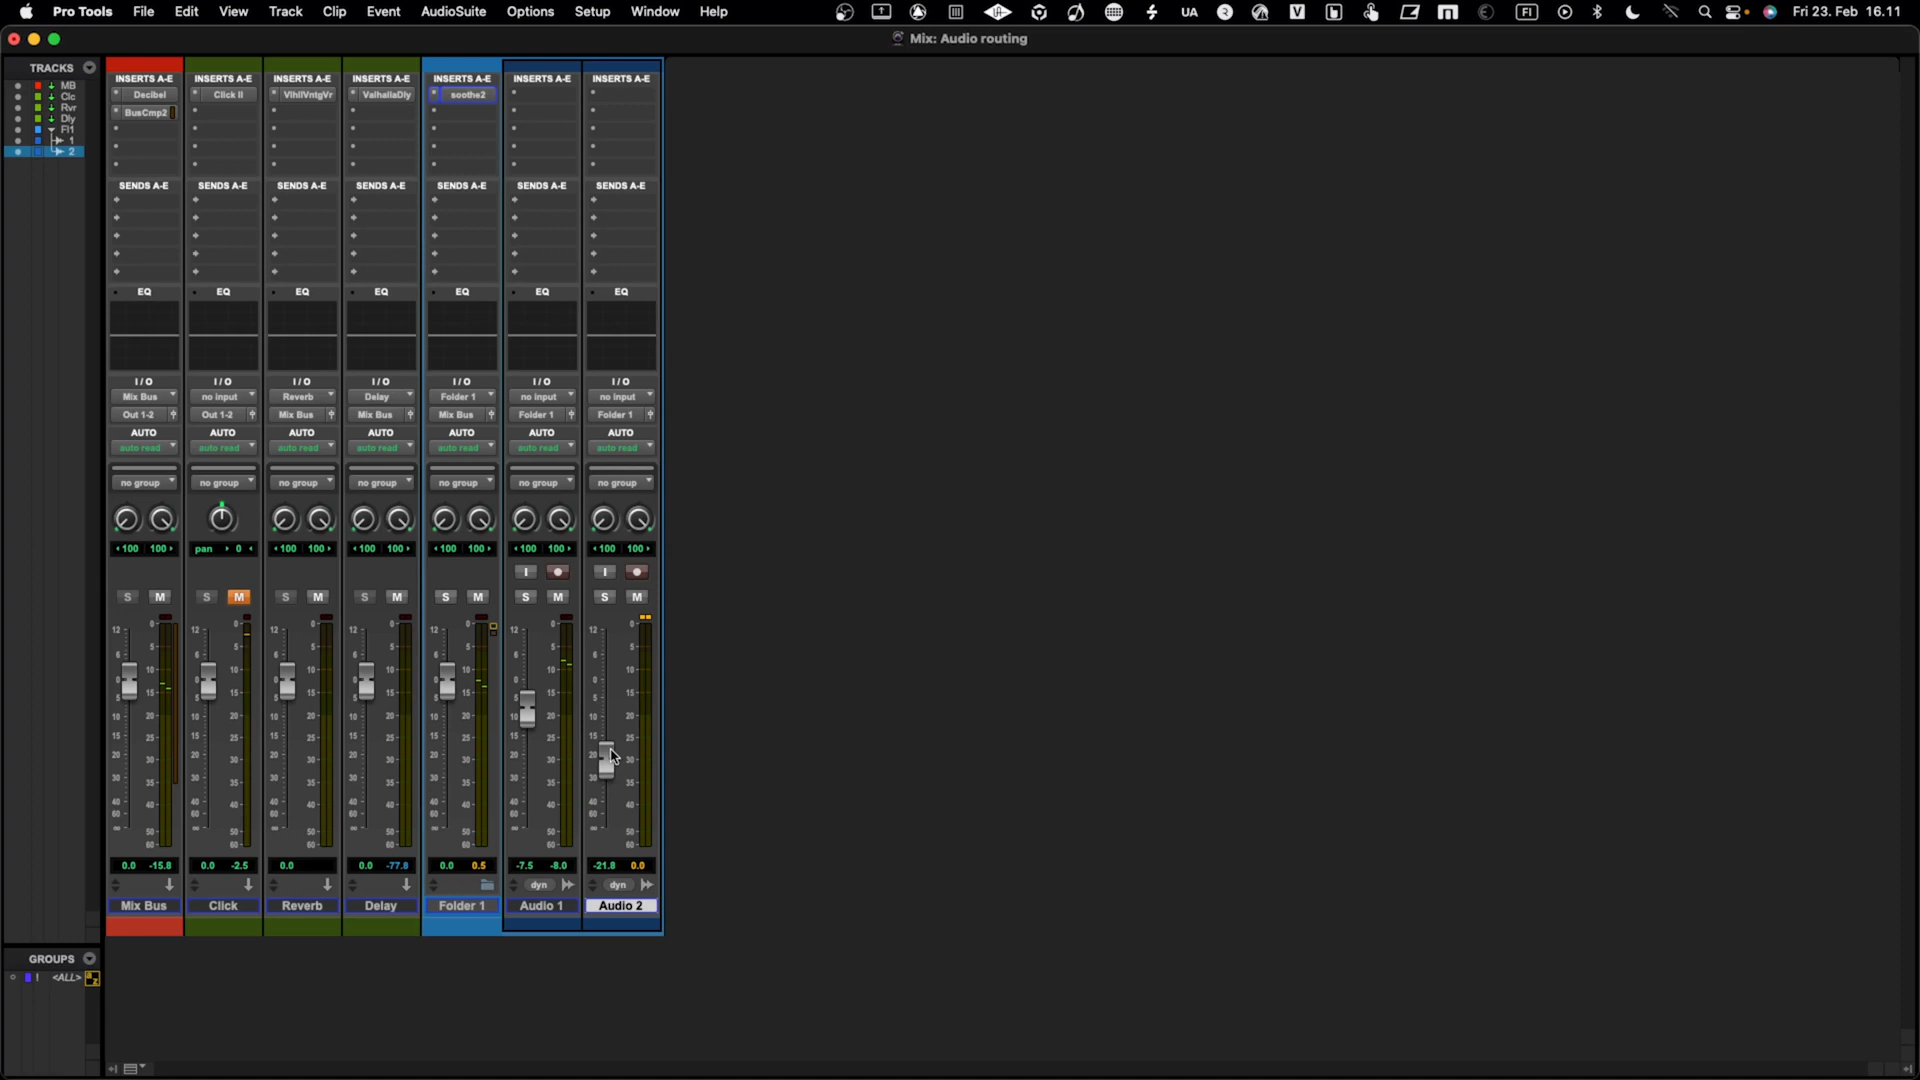 Pro Tools File Edit View Track Clip Event AudioSuite Options Setup Window Help UA FI Fri 23. Feb 16.11
Mix: Audio routing
TRACKS
MB
Clc
Rvr
Dly
Fl1
1
2
INSERTS A-E INSERTS A-E INSERTS A-E INSERTS A-E INSERTS A-E INSERTS A-E INSERTS A-E
Decibel Click II VlhllVntgVr ValhallaDly soothe2
BusCmp2
SENDS A-E SENDS A-E SENDS A-E SENDS A-E SENDS A-E SENDS A-E SENDS A-E
EQ EQ EQ EQ EQ EQ EQ
I / O I / O I / O I / O I / O I / O I / O
Mix Bus no input Reverb Delay Folder 1 no input no input
Out 1-2 Out 1-2 Mix Bus Mix Bus Mix Bus Folder 1 Folder 1
AUTO AUTO AUTO AUTO AUTO AUTO AUTO
auto read auto read auto read auto read auto read auto read auto read
no group no group no group no group no group no group no group
100 100 pan 0 100 100 100 100 100 100 100 100 100 100
I I
S M S M S M S M S M S M S M
0.0 -15.8 0.0 -2.5 0.0 0.0 -77.8 0.0 0.5 -7.5 -8.0 -21.8 0.0
dyn dyn
Mix Bus Click Reverb Delay Folder 1 Audio 1 Audio 2
GROUPS
! <ALL> a z